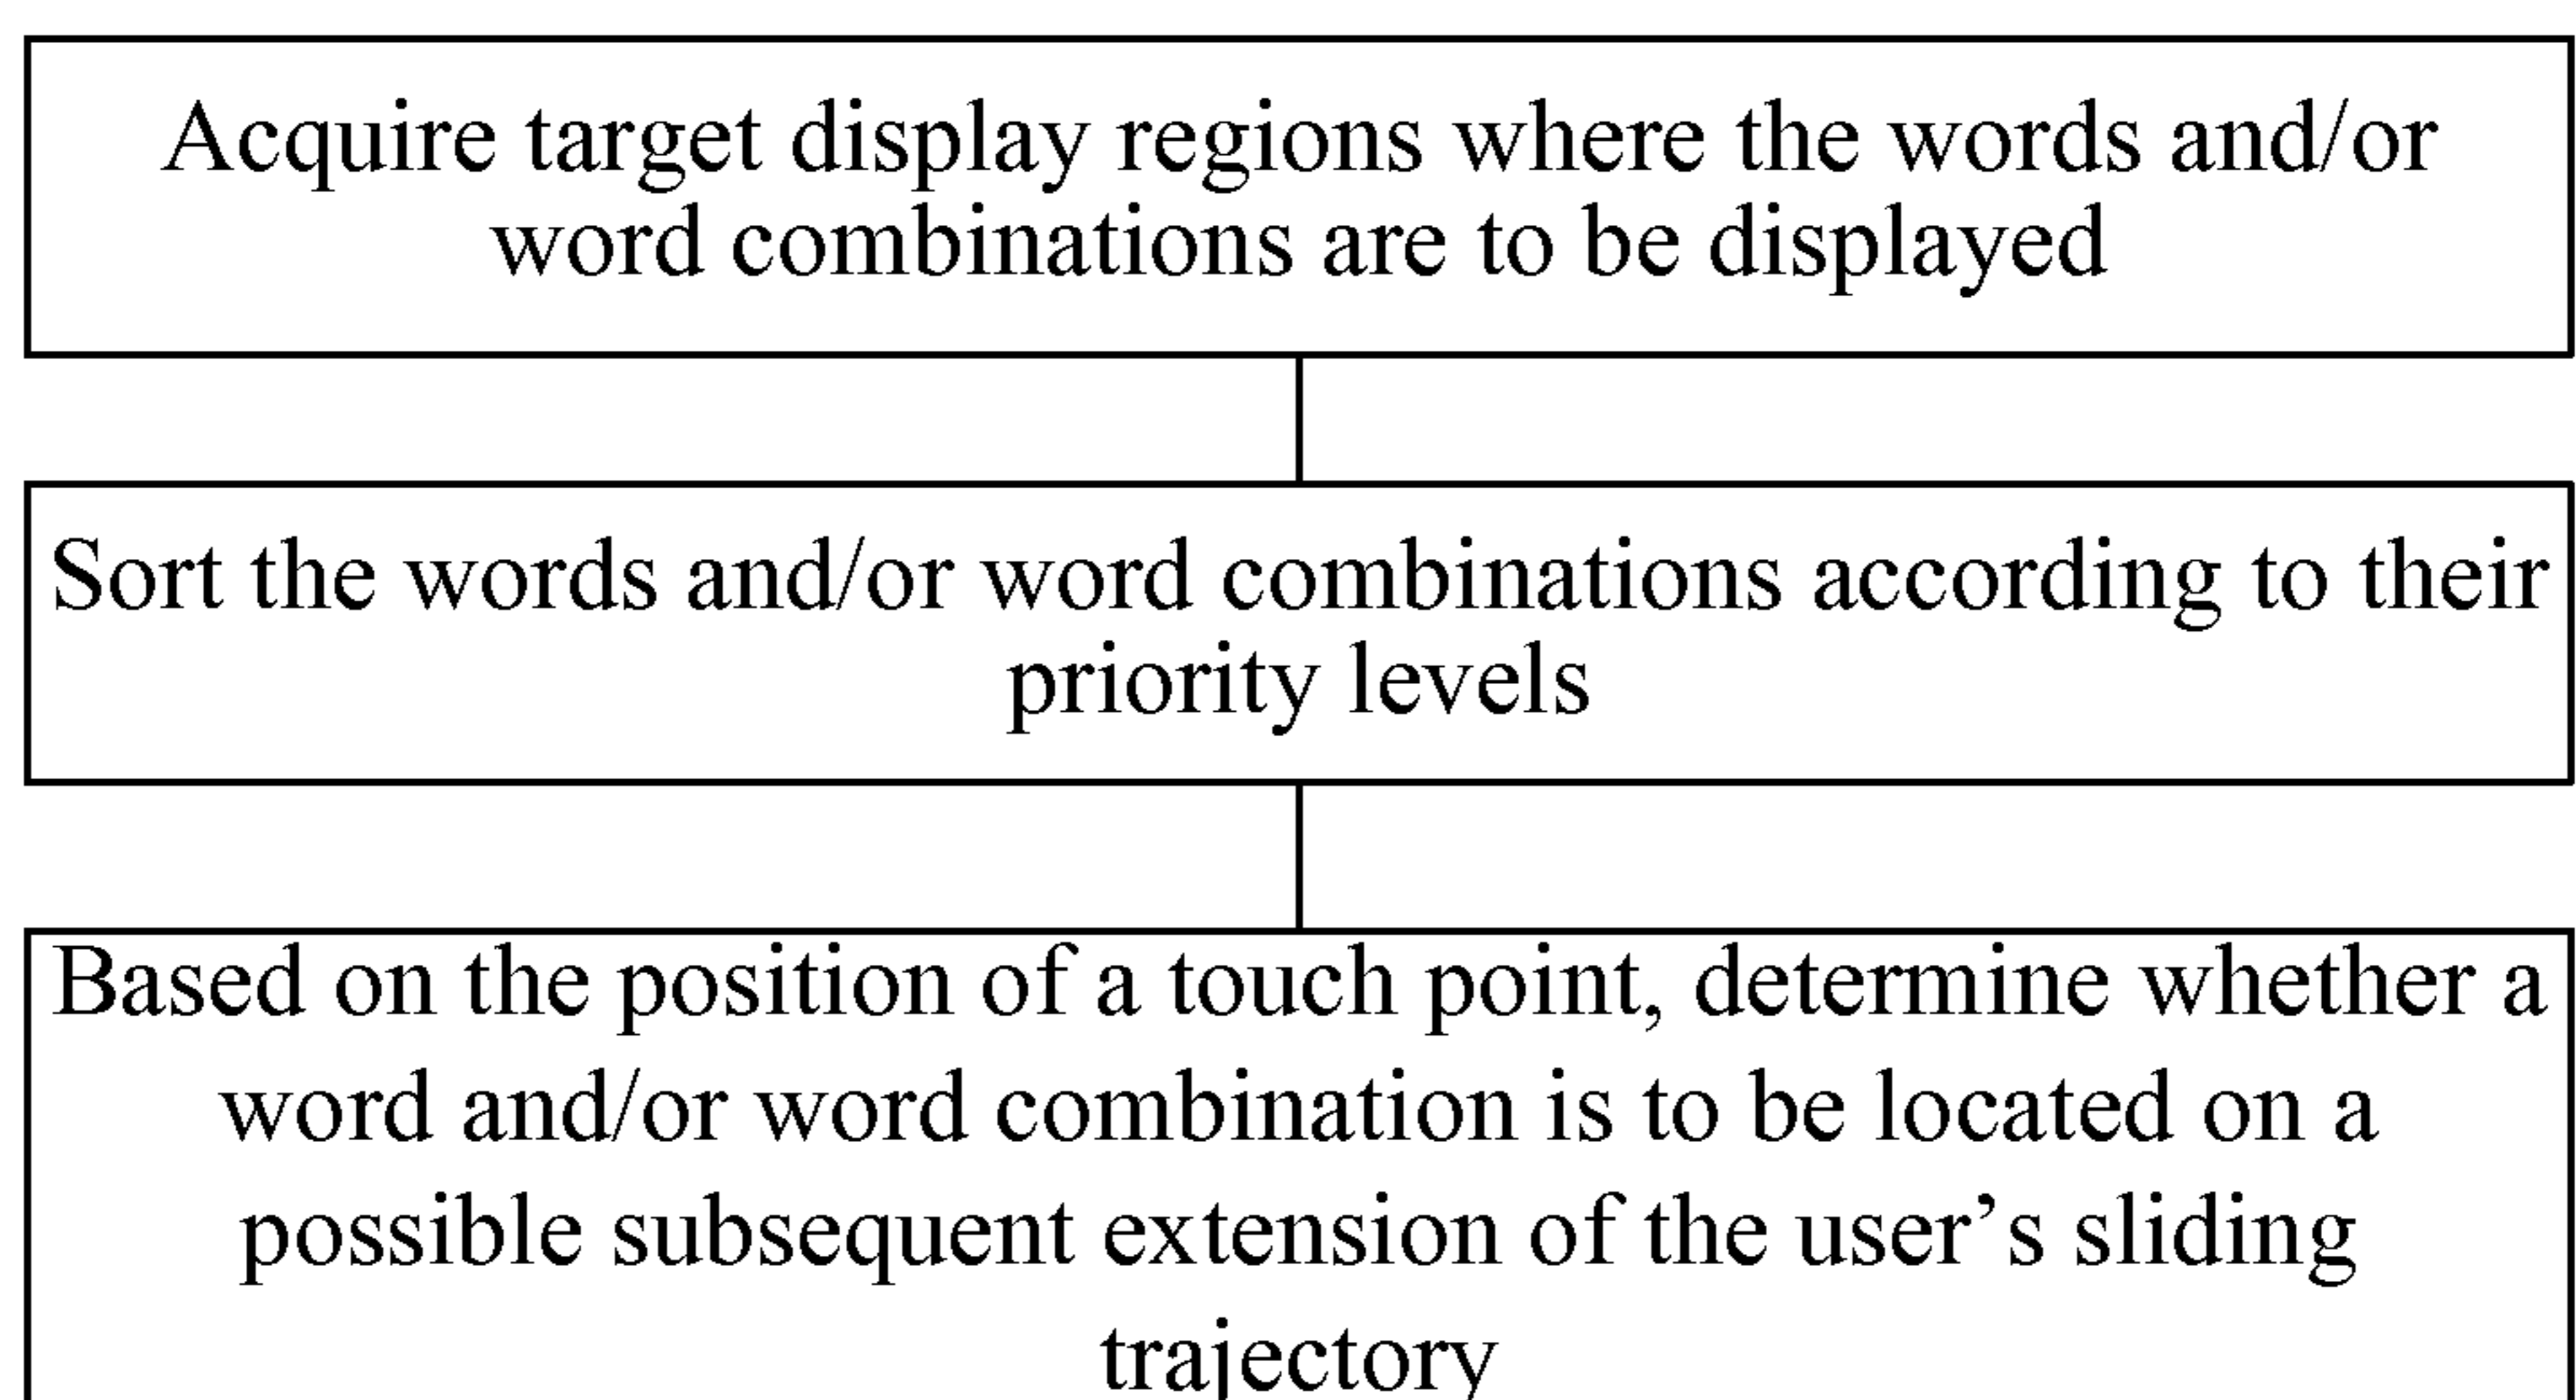 Acquire target display regions where the words and/or
word combinations are to be displayed
Sort the words and/or word combinations according to their
priority levels
Based on the position of a touch point, determine whether a
word and/or word combination is to be located on a
possible subsequent extension of the user’s sliding
trajectory